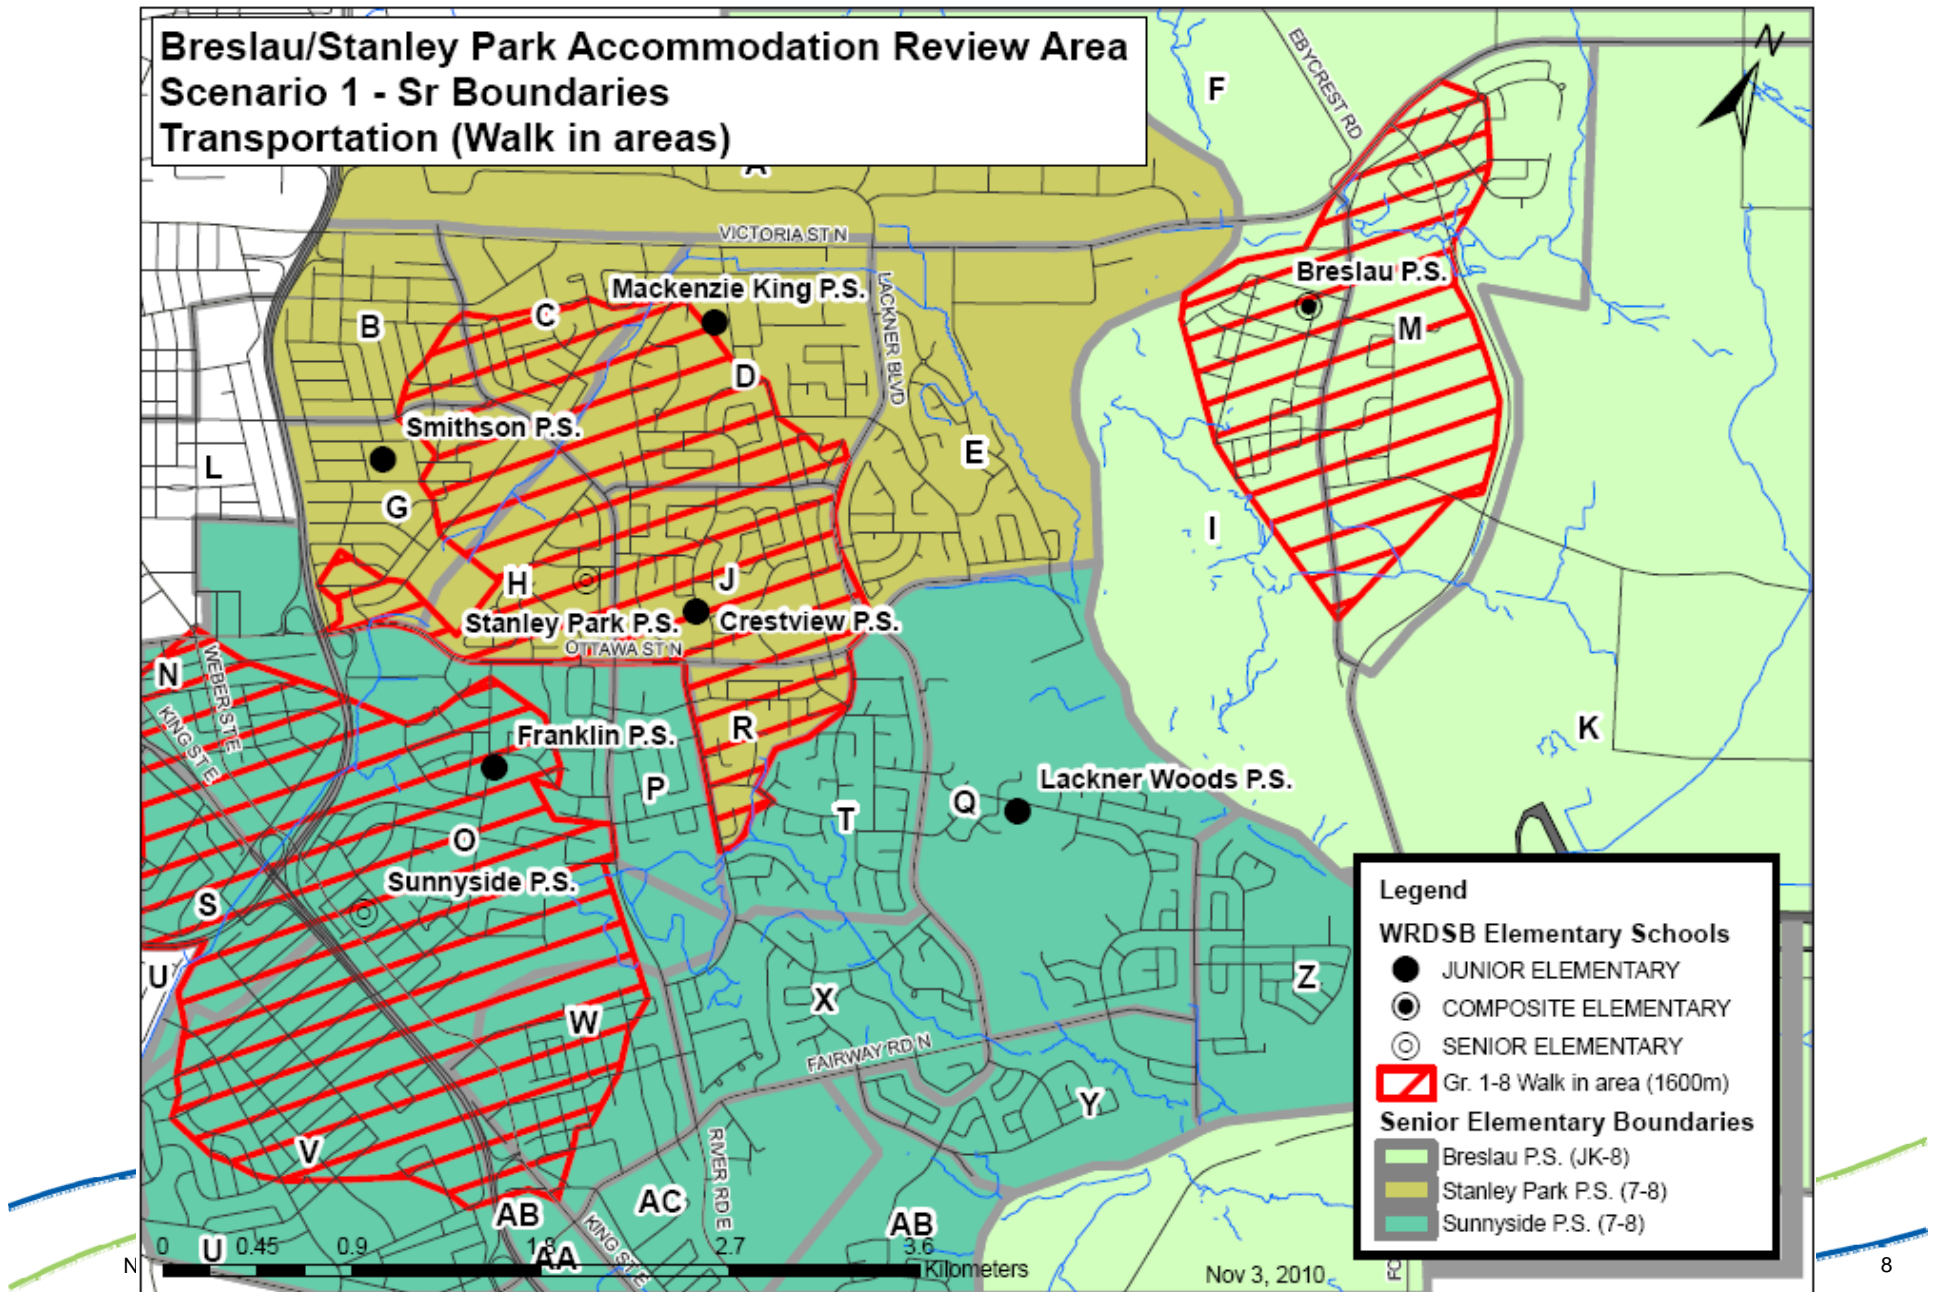 Breslau/Stanley Park Accommodation Review Area
Scenario 1 - Sr Boundaries
Transportation (Walk in areas)
N
F
EBYCREST RD
A
VICTORIA ST N
Breslau P.S.
Mackenzie King P.S.
LACKNER BLVD
C
B
M
D
Smithson P.S.
E
L
G
I
H
J
Stanley Park P.S.
Crestview P.S.
OTTAWA ST N
N
WEBER ST E
KING ST E
R
K
Franklin P.S.
P
Lackner Woods P.S.
Q
T
O
Sunnyside P.S.
S
U
Z
X
W
FAIRWAY RD N
Y
V
RIVER RD E
AC
AB
KING ST E
AB
U
AA
0 0.45 0.9 1.8 2.7 3.6
Kilometers
Nov 3, 2010
FO
N
8
Legend
WRDSB Elementary Schools
JUNIOR ELEMENTARY
COMPOSITE ELEMENTARY
SENIOR ELEMENTARY
Gr. 1-8 Walk in area (1600m)
Senior Elementary Boundaries
Breslau P.S. (JK-8)
Stanley Park P.S. (7-8)
Sunnyside P.S. (7-8)